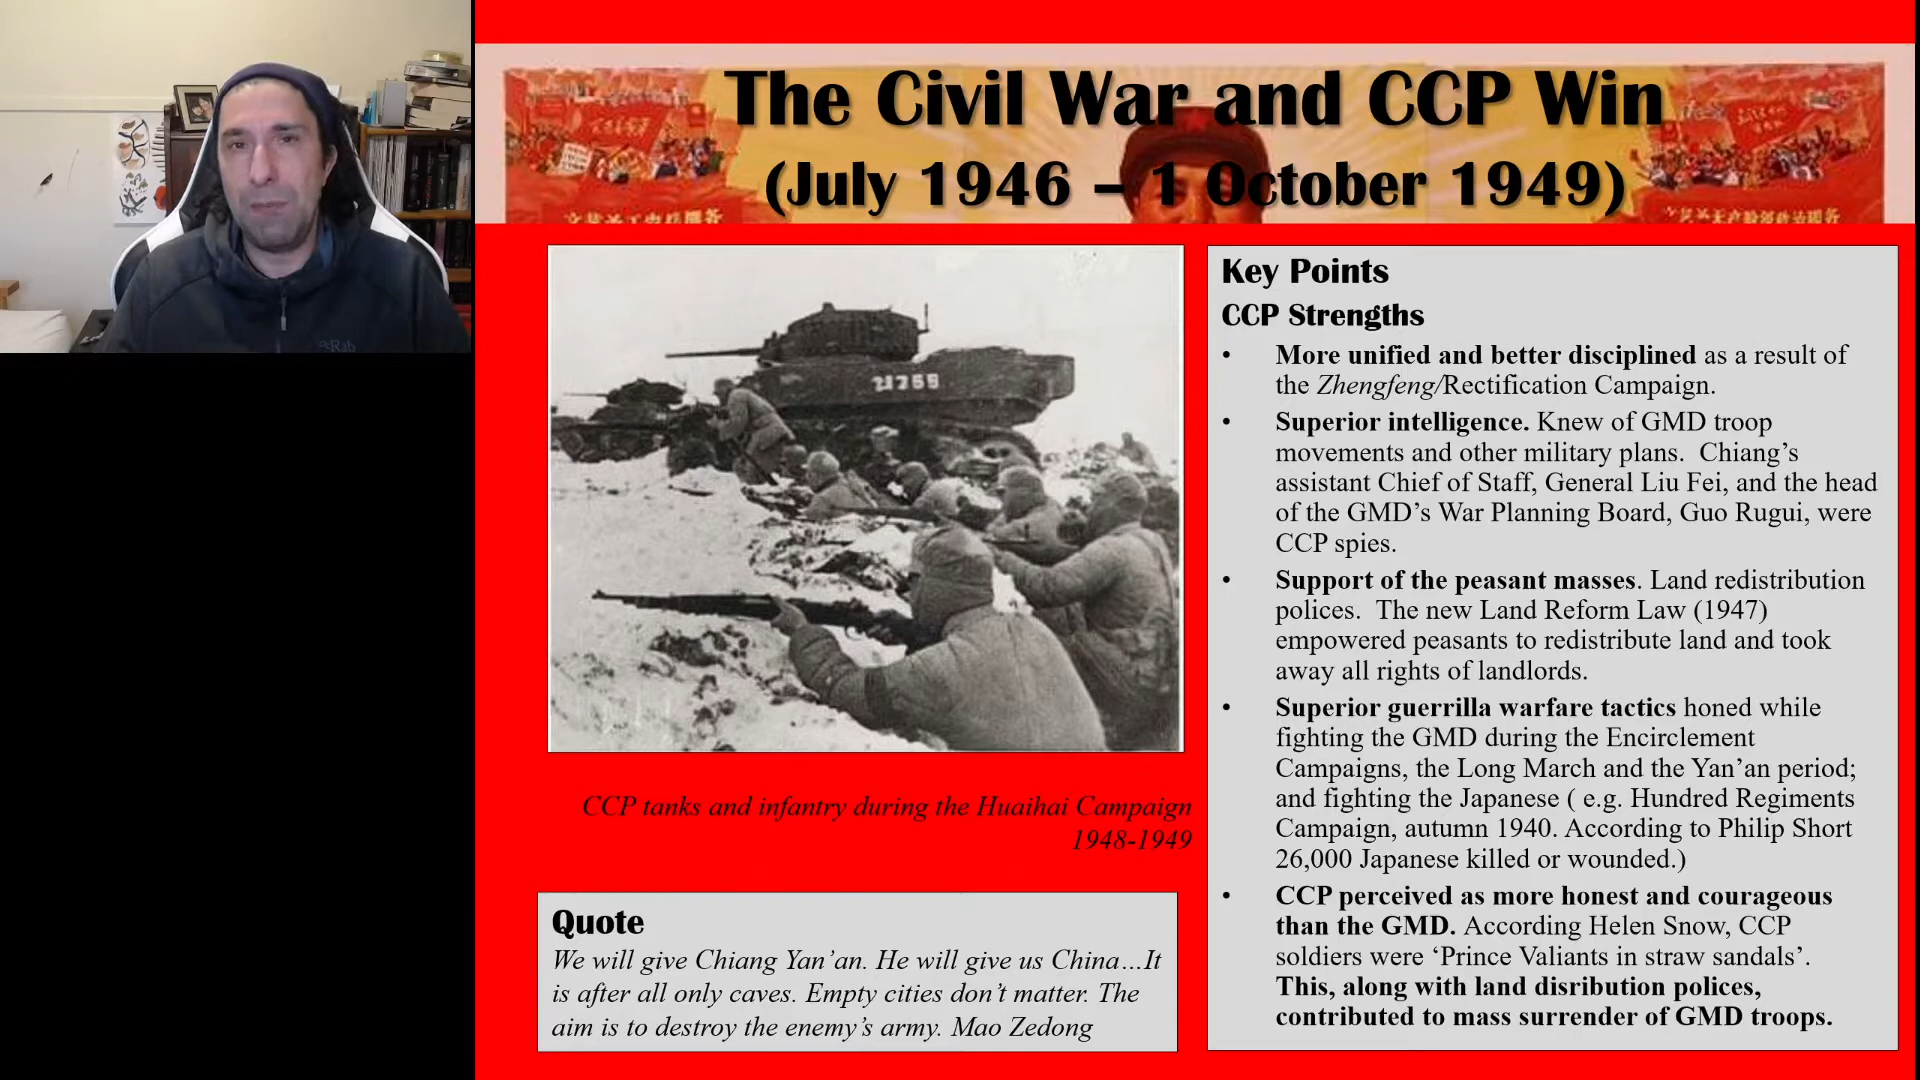 The Civil War and CCP Win
(July 1946 – 1 October 1949)
21269
CCP tanks and infantry during the Huaihai Campaign
1948-1949
Quote
We will give Chiang Yan’an. He will give us China…It
is after all only caves. Empty cities don’t matter. The
aim is to destroy the enemy’s army. Mao Zedong
Key Points
CCP Strengths
• More unified and better disciplined as a result of
the Zhengfeng/Rectification Campaign.
• Superior intelligence. Knew of GMD troop
movements and other military plans.  Chiang’s
assistant Chief of Staff, General Liu Fei, and the head
of the GMD’s War Planning Board, Guo Rugui, were
CCP spies.
• Support of the peasant masses. Land redistribution
polices.  The new Land Reform Law (1947)
empowered peasants to redistribute land and took
away all rights of landlords.
• Superior guerrilla warfare tactics honed while
fighting the GMD during the Encirclement
Campaigns, the Long March and the Yan’an period;
and fighting the Japanese ( e.g. Hundred Regiments
Campaign, autumn 1940. According to Philip Short
26,000 Japanese killed or wounded.)
• CCP perceived as more honest and courageous
than the GMD. According Helen Snow, CCP
soldiers were ‘Prince Valiants in straw sandals’.
This, along with land disribution polices,
contributed to mass surrender of GMD troops.
Rab